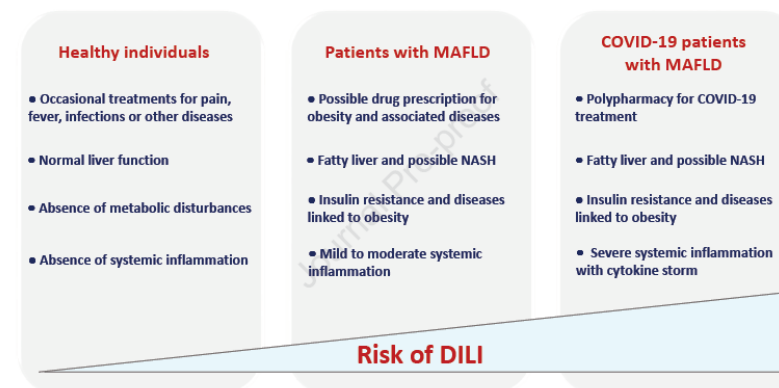 Healthy individuals
• Occasional treatments for pain,
fever, infections or other diseases
• Normal liver function
• Absence of metabolic disturbances
• Absence of systemic inflammation
Patients with MAFLD
• Possible drug prescription for
obesity and associated diseases
• Fatty liver and possible NASH
• Insulin resistance and diseases
linked to obesity
• Mild to moderate systemic
inflammation
COVID-19 patients
with MAFLD
• Polypharmacy for COVID-19
treatment
• Fatty liver and possible NASH
• Insulin resistance and diseases
linked to obesity
• Severe systemic inflammation
with cytokine storm
Risk of DILI
Journal Pre-proof